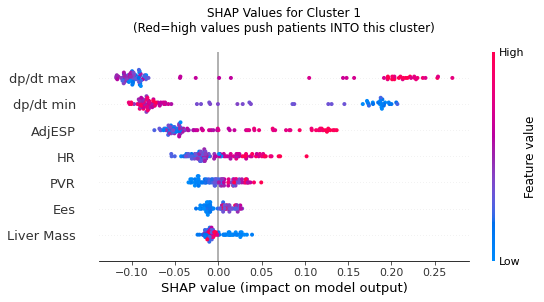 SHAP Values for Cluster 1
(Red=high values push patients INTO this cluster)
High
dp/dt max
dp/dt min
AdjESP
HR
PVR
Ees
Liver Mass
Feature value
Low
−0.10 −0.05 0.00 0.05 0.10 0.15 0.20 0.25
SHAP value (impact on model output)